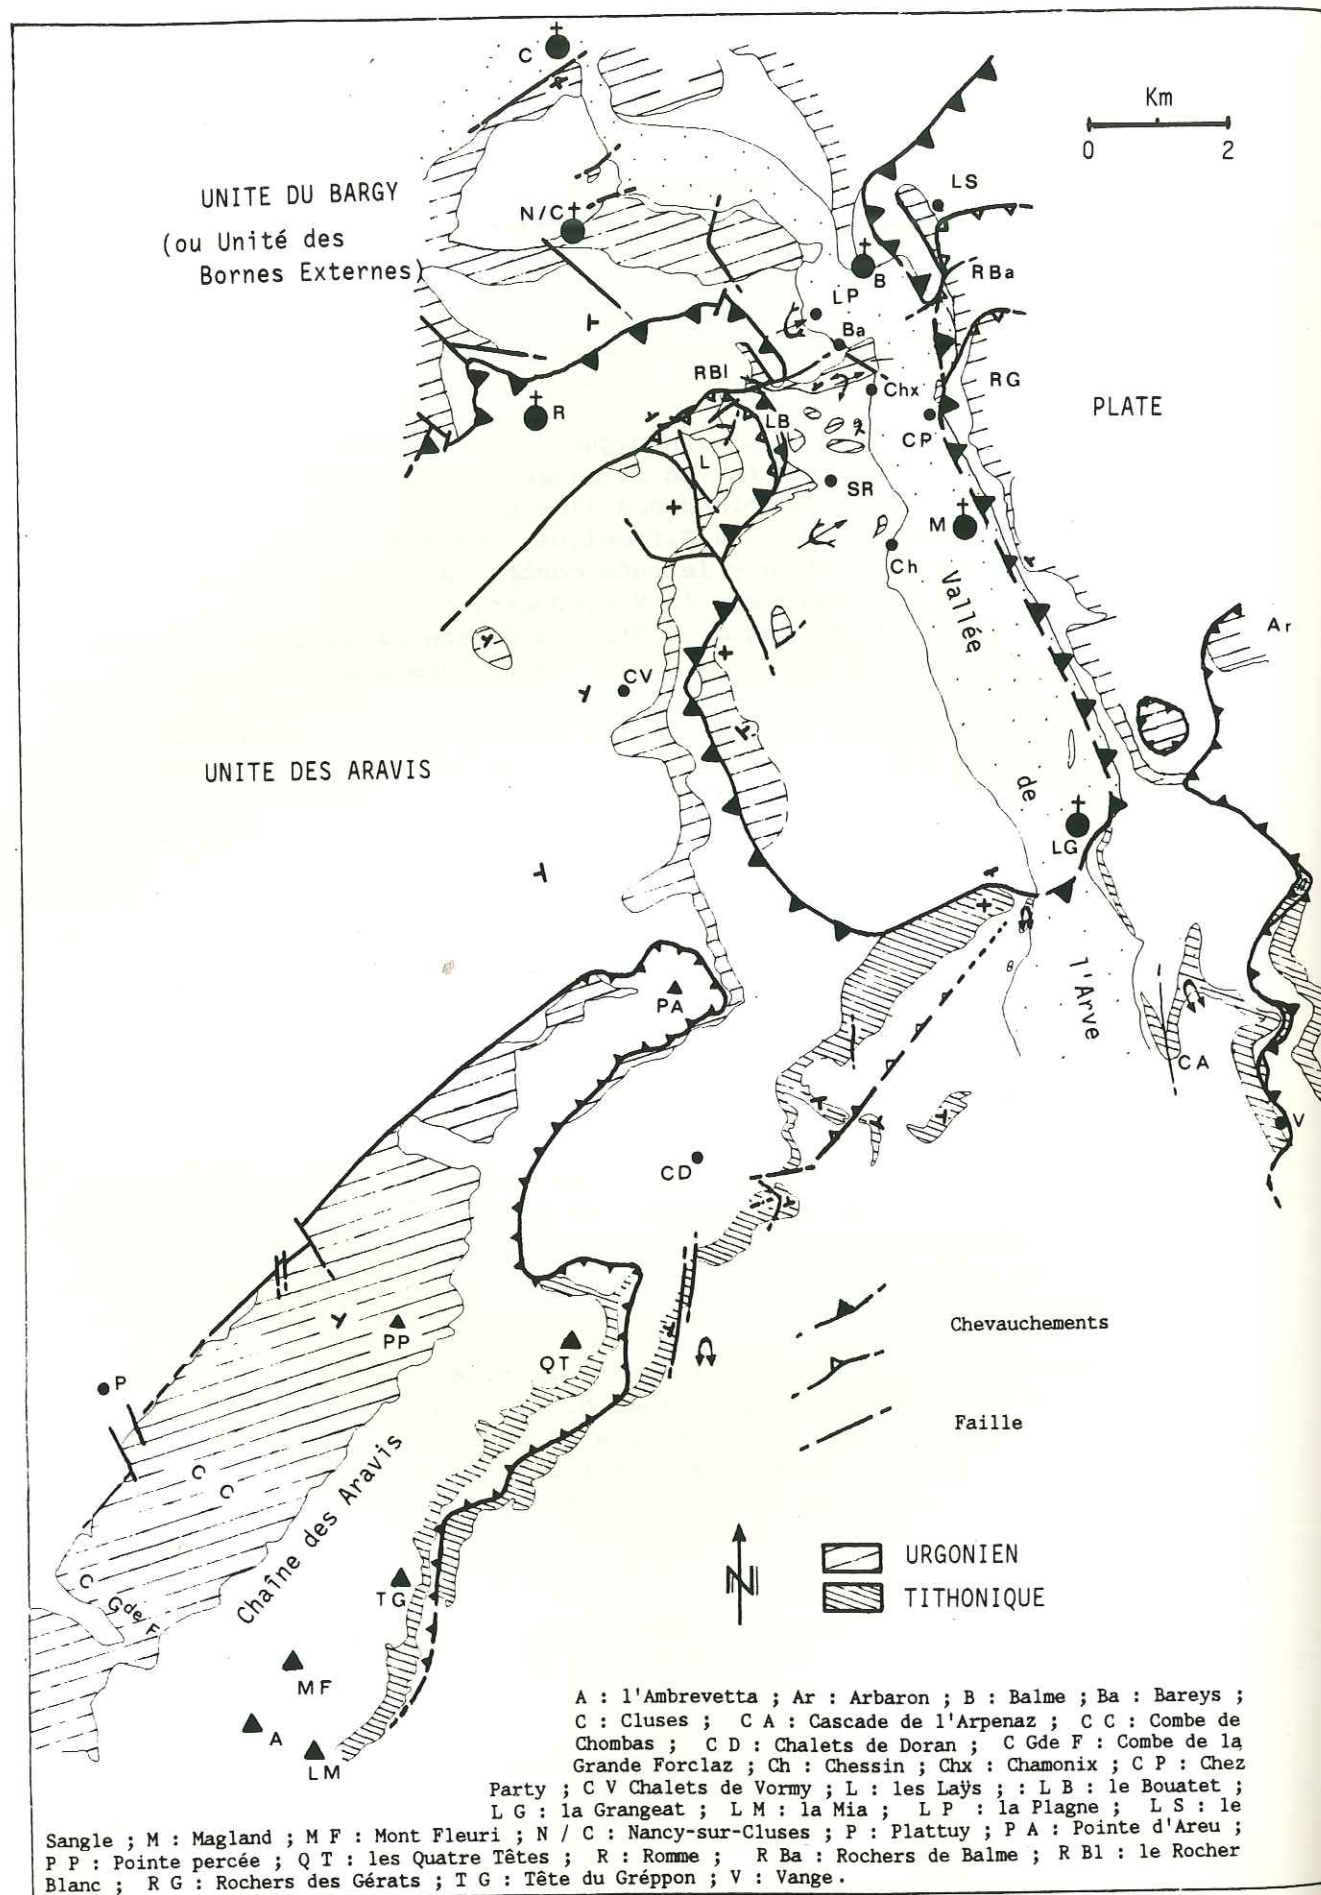 C
Km
0 2
UNITE DU BARGY
(ou Unité des
Bornes Externes)
N/C
LS
B
RBa
LP
Ba
RBl
Chx
RG
R
LB
CP
PLATE
L
SR
M
Ch
Vallée
Ar
CV
UNITE DES ARAVIS
de
LG
PA
l'Arve
CA
V
CD
PP
QT
Chevauchements
P
Faille
C C
Chaîne des Aravis
N
URGONIEN
TITHONIQUE
TG
C Gde F
MF
A
LM
A : l'Ambrevetta ; Ar : Arbaron ; B : Balme ; Ba : Bareys ;
C : Cluses ; C A : Cascade de l'Arpenaz ; C C : Combe de
Chombas ; C D : Chalets de Doran ; C Gde F : Combe de la
Grande Forclaz ; Ch : Chessin ; Chx : Chamonix ; C P : Chez
Party ; C V Chalets de Vormy ; L : les Laÿs ; : L B : le Bouatet ;
L G : la Grangeat ; L M : la Mia ; L P : la Plagne ; L S : le
Sangle ; M : Magland ; M F : Mont Fleuri ; N / C : Nancy-sur-Cluses ; P : Plattuy ; P A : Pointe d'Areu ;
P P : Pointe percée ; Q T : les Quatre Têtes ; R : Romme ; R Ba : Rochers de Balme ; R Bl : le Rocher
Blanc ; R G : Rochers des Gérats ; T G : Tête du Gréppon ; V : Vange.